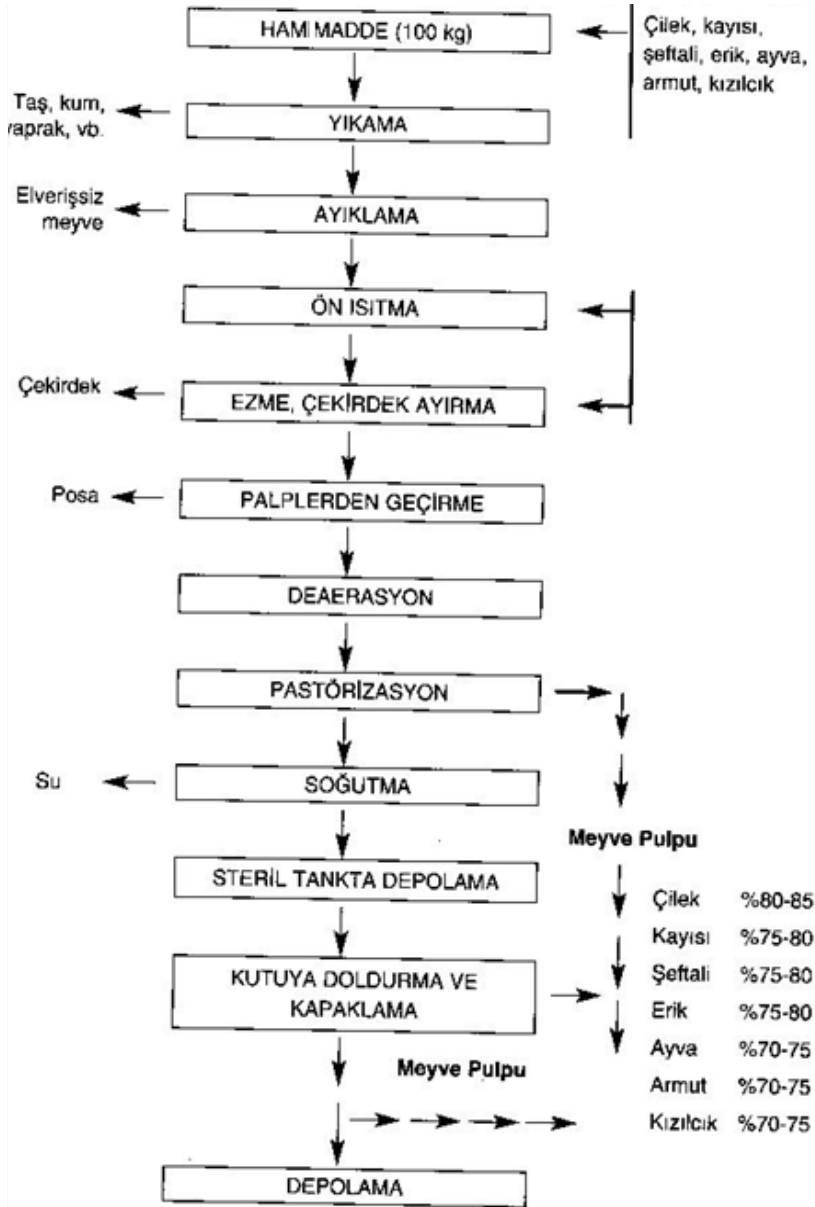 HAM MADDE (100 kg)
Çilek, kayısı,
şeftali, erik, ayva,
armut, kızılcık
Taş, kum,
yaprak, vb.
YIKAMA
Elverişsiz
meyve
AYIKLAMA
ÖN ISITMA
Çekirdek
EZME, ÇEKİRDEK AYIRMA
Posa
PALPLERDEN GEÇİRME
DEAERASYON
PASTÖRİZASYON
Su
SOĞUTMA
Meyve Pulpu
STERİL TANKTA DEPOLAMA
Çilek %80-85
Kayısı %75-80
Şeftali %75-80
Erik %75-80
Ayva %70-75
Armut %70-75
Kızılcık %70-75
KUTUYA DOLDURMA VE
KAPAKLAMA
Meyve Pulpu
DEPOLAMA